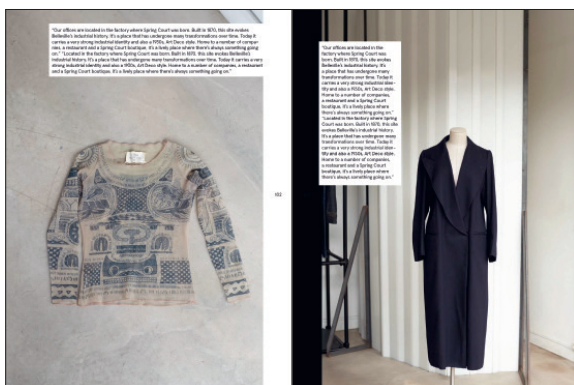 "Our offices are located in the factory where Spring Court was born. Built in 1870, this site evokes
Belleville's industrial history. It's a place that has undergone many transformations over time. Today it
carries a very strong industrial identity and also a 1930s, Art Deco style. Home to a number of compa-
nies, a restaurant and a Spring Court boutique, it's a lively place where there's always something going
on." "Located in the factory where Spring Court was born. Built in 1870, this site evokes Belleville's
industrial history. It's a place that has undergone many transformations over time. Today it carries a very
strong industrial identity and also a 1930s, Art Deco style. Home to a number of companies, a restaurant
and a Spring Court boutique, it's a lively place where there's always something going on."
102
"Our offices are located in the
factory where Spring Court was
born. Built in 1870, this site evokes
Belleville's industrial history. It's
a place that has undergone many
transformations over time. Today it
carries a very strong industrial iden-
tity and also a 1930s, Art Deco style.
Home to a number of companies,
a restaurant and a Spring Court
boutique, it's a lively place where
there's always something going on."
"Located in the factory where Spring
Court was born. Built in 1870, this site
evokes Belleville's industrial history.
It's a place that has undergone many
transformations over time. Today it
carries a very strong industrial iden-
tity and also a 1930s, Art Deco style.
Home to a number of companies,
a restaurant and a Spring Court
boutique, it's a lively place where
there's always something going on."